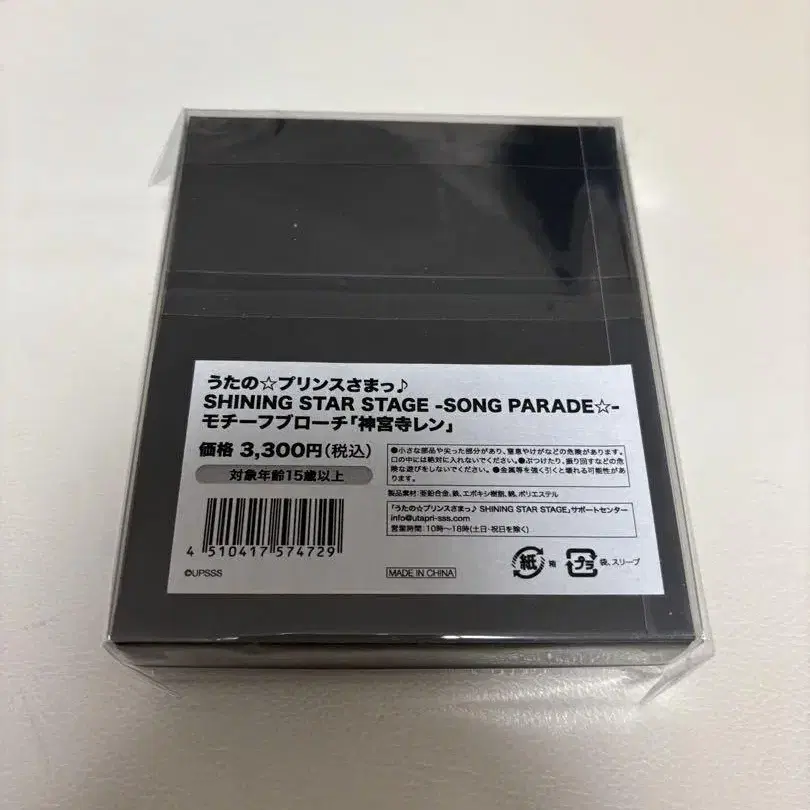 うたの☆プリンスさまっ♪
SHINING STAR STAGE -SONG PARADE☆-
モチーフブローチ「神宮寺レン」
価格 3,300円(税込)
対象年齢15歳以上
●小さな部品や尖った部分があり、窒息やけがなどの危険があります。
口の中には絶対に入れないでください。●ぶつけたり、振り回すなどの危
険な遊びをしないでください。●金属等を強く引くと壊れる可能性があ
ります。
製品素材:亜鉛合金、鉄、エポキシ樹脂、綿、ポリエステル
「うたの☆プリンスさまっ♪ SHINING STAR STAGE」サポートセンター
info@utapri-sss.com
営業時間:10時〜18時(土日・祝日を除く)
4 510417 574729
©UPSSS
MADE IN CHINA
紙 箱
プラ 袋、スリーブ